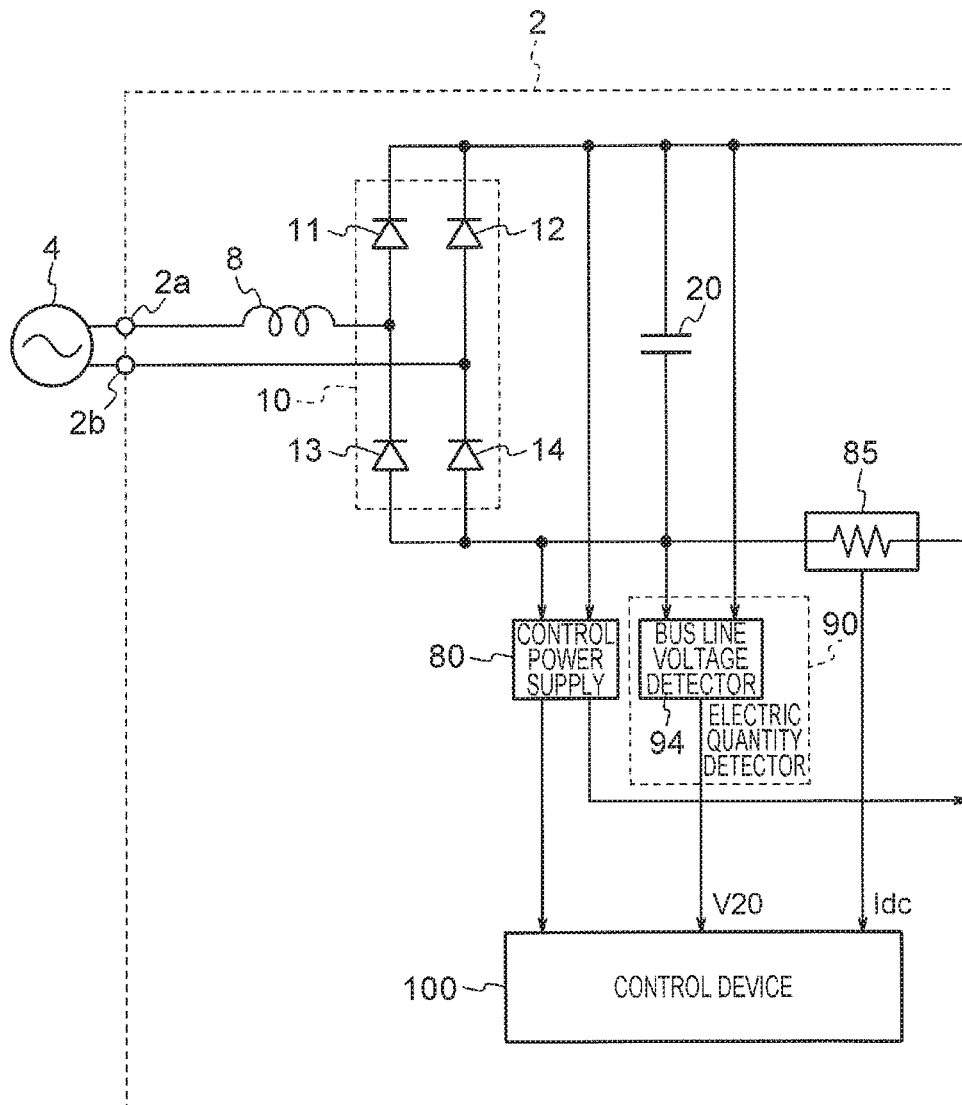 2
4
2a
8
11
12
20
2b
10
13
14
85
80
CONTROL
POWER
SUPPLY
BUS LINE
VOLTAGE
DETECTOR
90
94
ELECTRIC
QUANTITY
DETECTOR
V20
Idc
100
CONTROL DEVICE